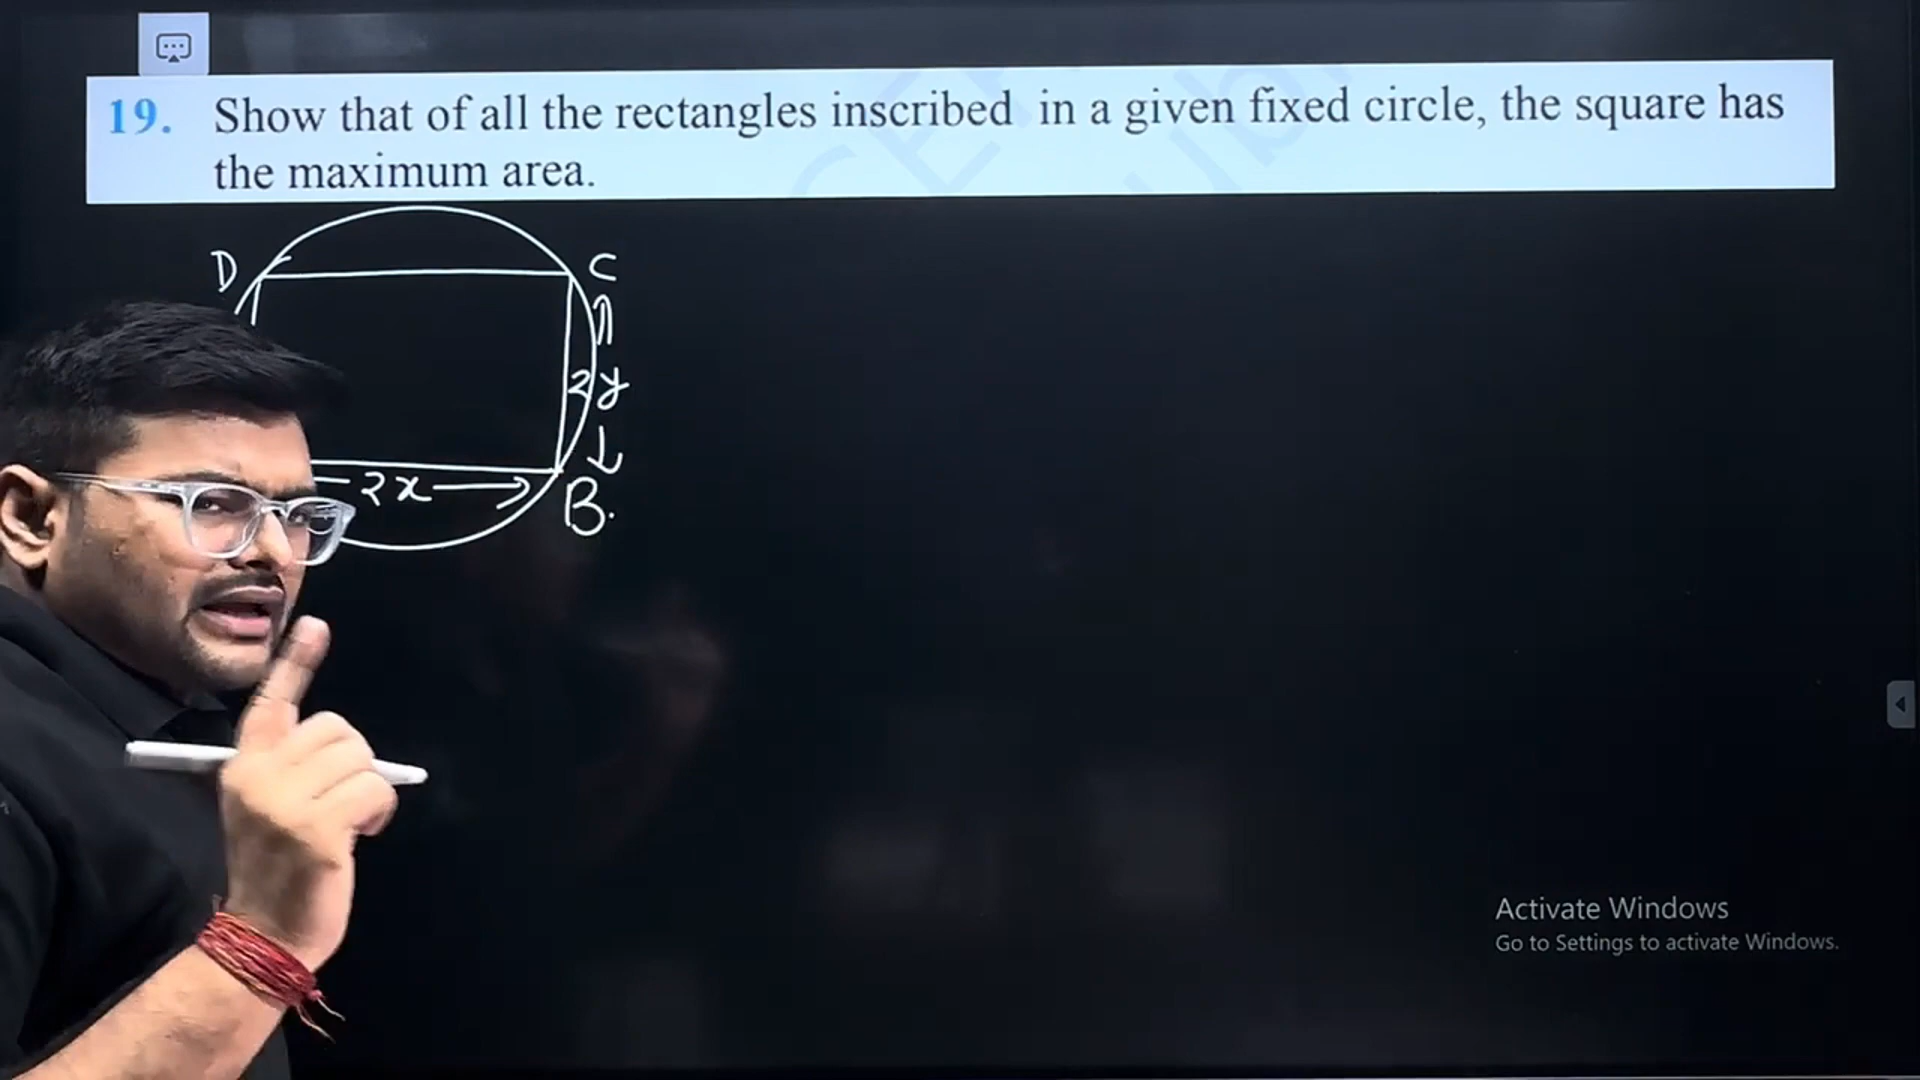 19. Show that of all the rectangles inscribed in a given fixed circle, the square has
the maximum area.
D
C
2y
2x
B.
Activate Windows
Go to Settings to activate Windows.